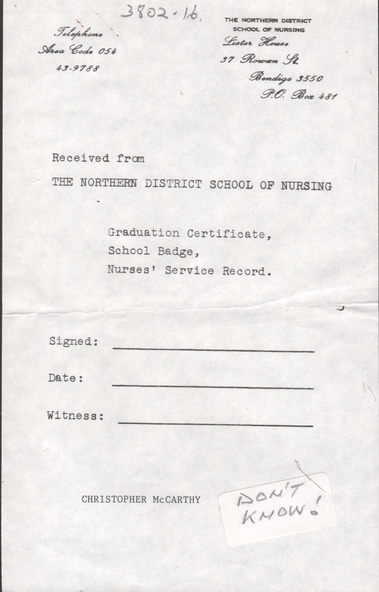 3802-16.
Telephone
Area Code 054
43-9788
THE NORTHERN DISTRICT
SCHOOL OF NURSING
Lister House
37 Rowan St.
Bendigo 3550
P.O. Box 481
Received from
THE NORTHERN DISTRICT SCHOOL OF NURSING
Graduation Certificate,
School Badge,
Nurses' Service Record.
Signed:
Date:
Witness:
CHRISTOPHER McCARTHY
DON'T
KNOW!